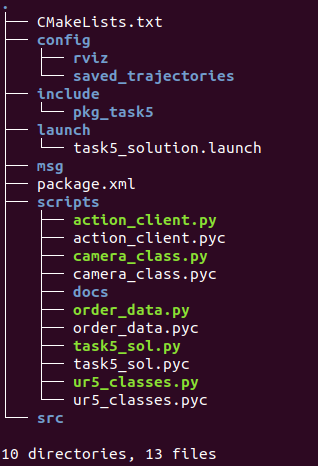 .
├── CMakeLists.txt
├── config
│   ├── rviz
│   └── saved_trajectories
├── include
│   └── pkg_task5
├── launch
│   └── task5_solution.launch
├── msg
├── package.xml
├── scripts
│   ├── action_client.py
│   ├── action_client.pyc
│   ├── camera_class.py
│   ├── camera_class.pyc
│   ├── docs
│   ├── order_data.py
│   ├── order_data.pyc
│   ├── task5_sol.py
│   ├── task5_sol.pyc
│   ├── ur5_classes.py
│   └── ur5_classes.pyc
└── src
10 directories, 13 files